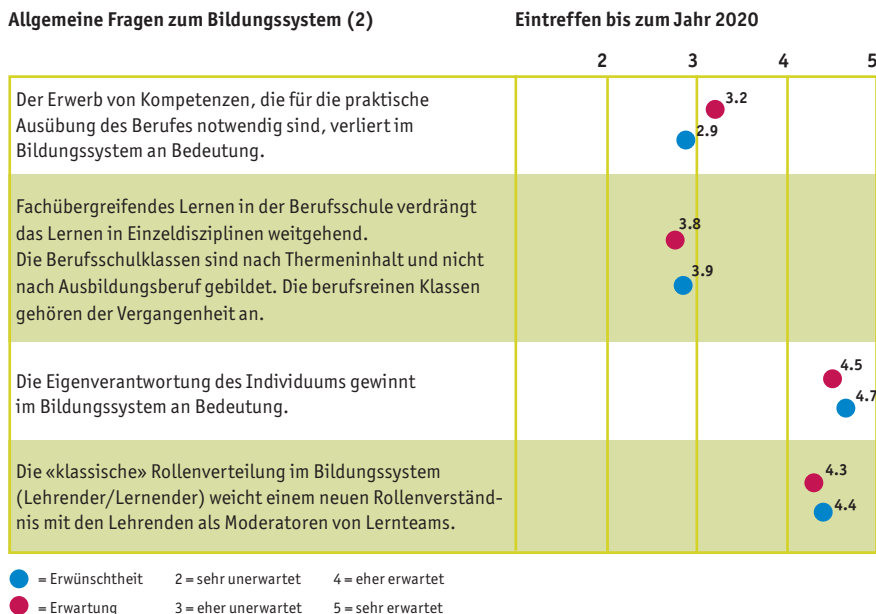 Allgemeine Fragen zum Bildungssystem (2)
Eintreffen bis zum Jahr 2020
2 3 4 5
Der Erwerb von Kompetenzen, die für die praktische
Ausübung des Berufes notwendig sind, verliert im
Bildungssystem an Bedeutung.
3.2
2.9
Fachübergreifendes Lernen in der Berufsschule verdrängt
das Lernen in Einzeldisziplinen weitgehend.
Die Berufsschulklassen sind nach Thermeninhalt und nicht
nach Ausbildungsberuf gebildet. Die berufsreinen Klassen
gehören der Vergangenheit an.
3.8
3.9
Die Eigenverantwortung des Individuums gewinnt
im Bildungssystem an Bedeutung.
4.5
4.7
Die «klassische» Rollenverteilung im Bildungssystem
(Lehrender/Lernender) weicht einem neuen Rollenverständ-
nis mit den Lehrenden als Moderatoren von Lernteams.
4.3
4.4
= Erwünschtheit 2 = sehr unerwartet 4 = eher erwartet
= Erwartung 3 = eher unerwartet 5 = sehr erwartet